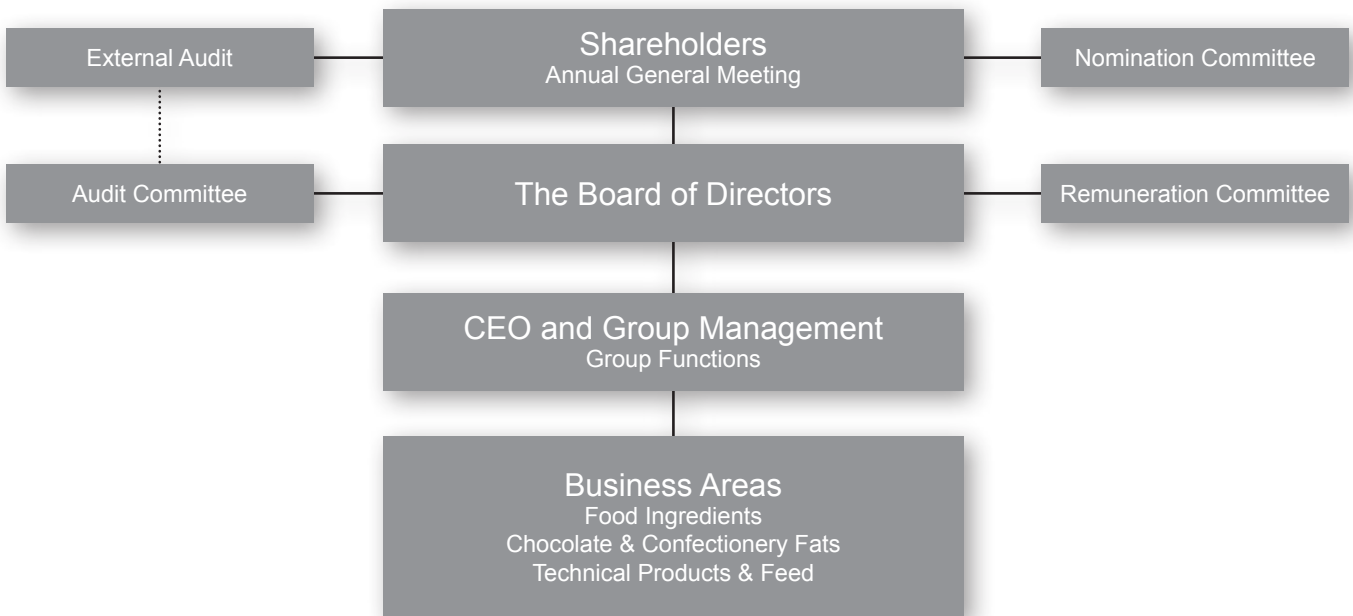 External Audit
Shareholders
Annual General Meeting
Nomination Committee
Audit Committee
The Board of Directors
Remuneration Committee
CEO and Group Management
Group Functions
Business Areas
Food Ingredients
Chocolate & Confectionery Fats
Technical Products & Feed